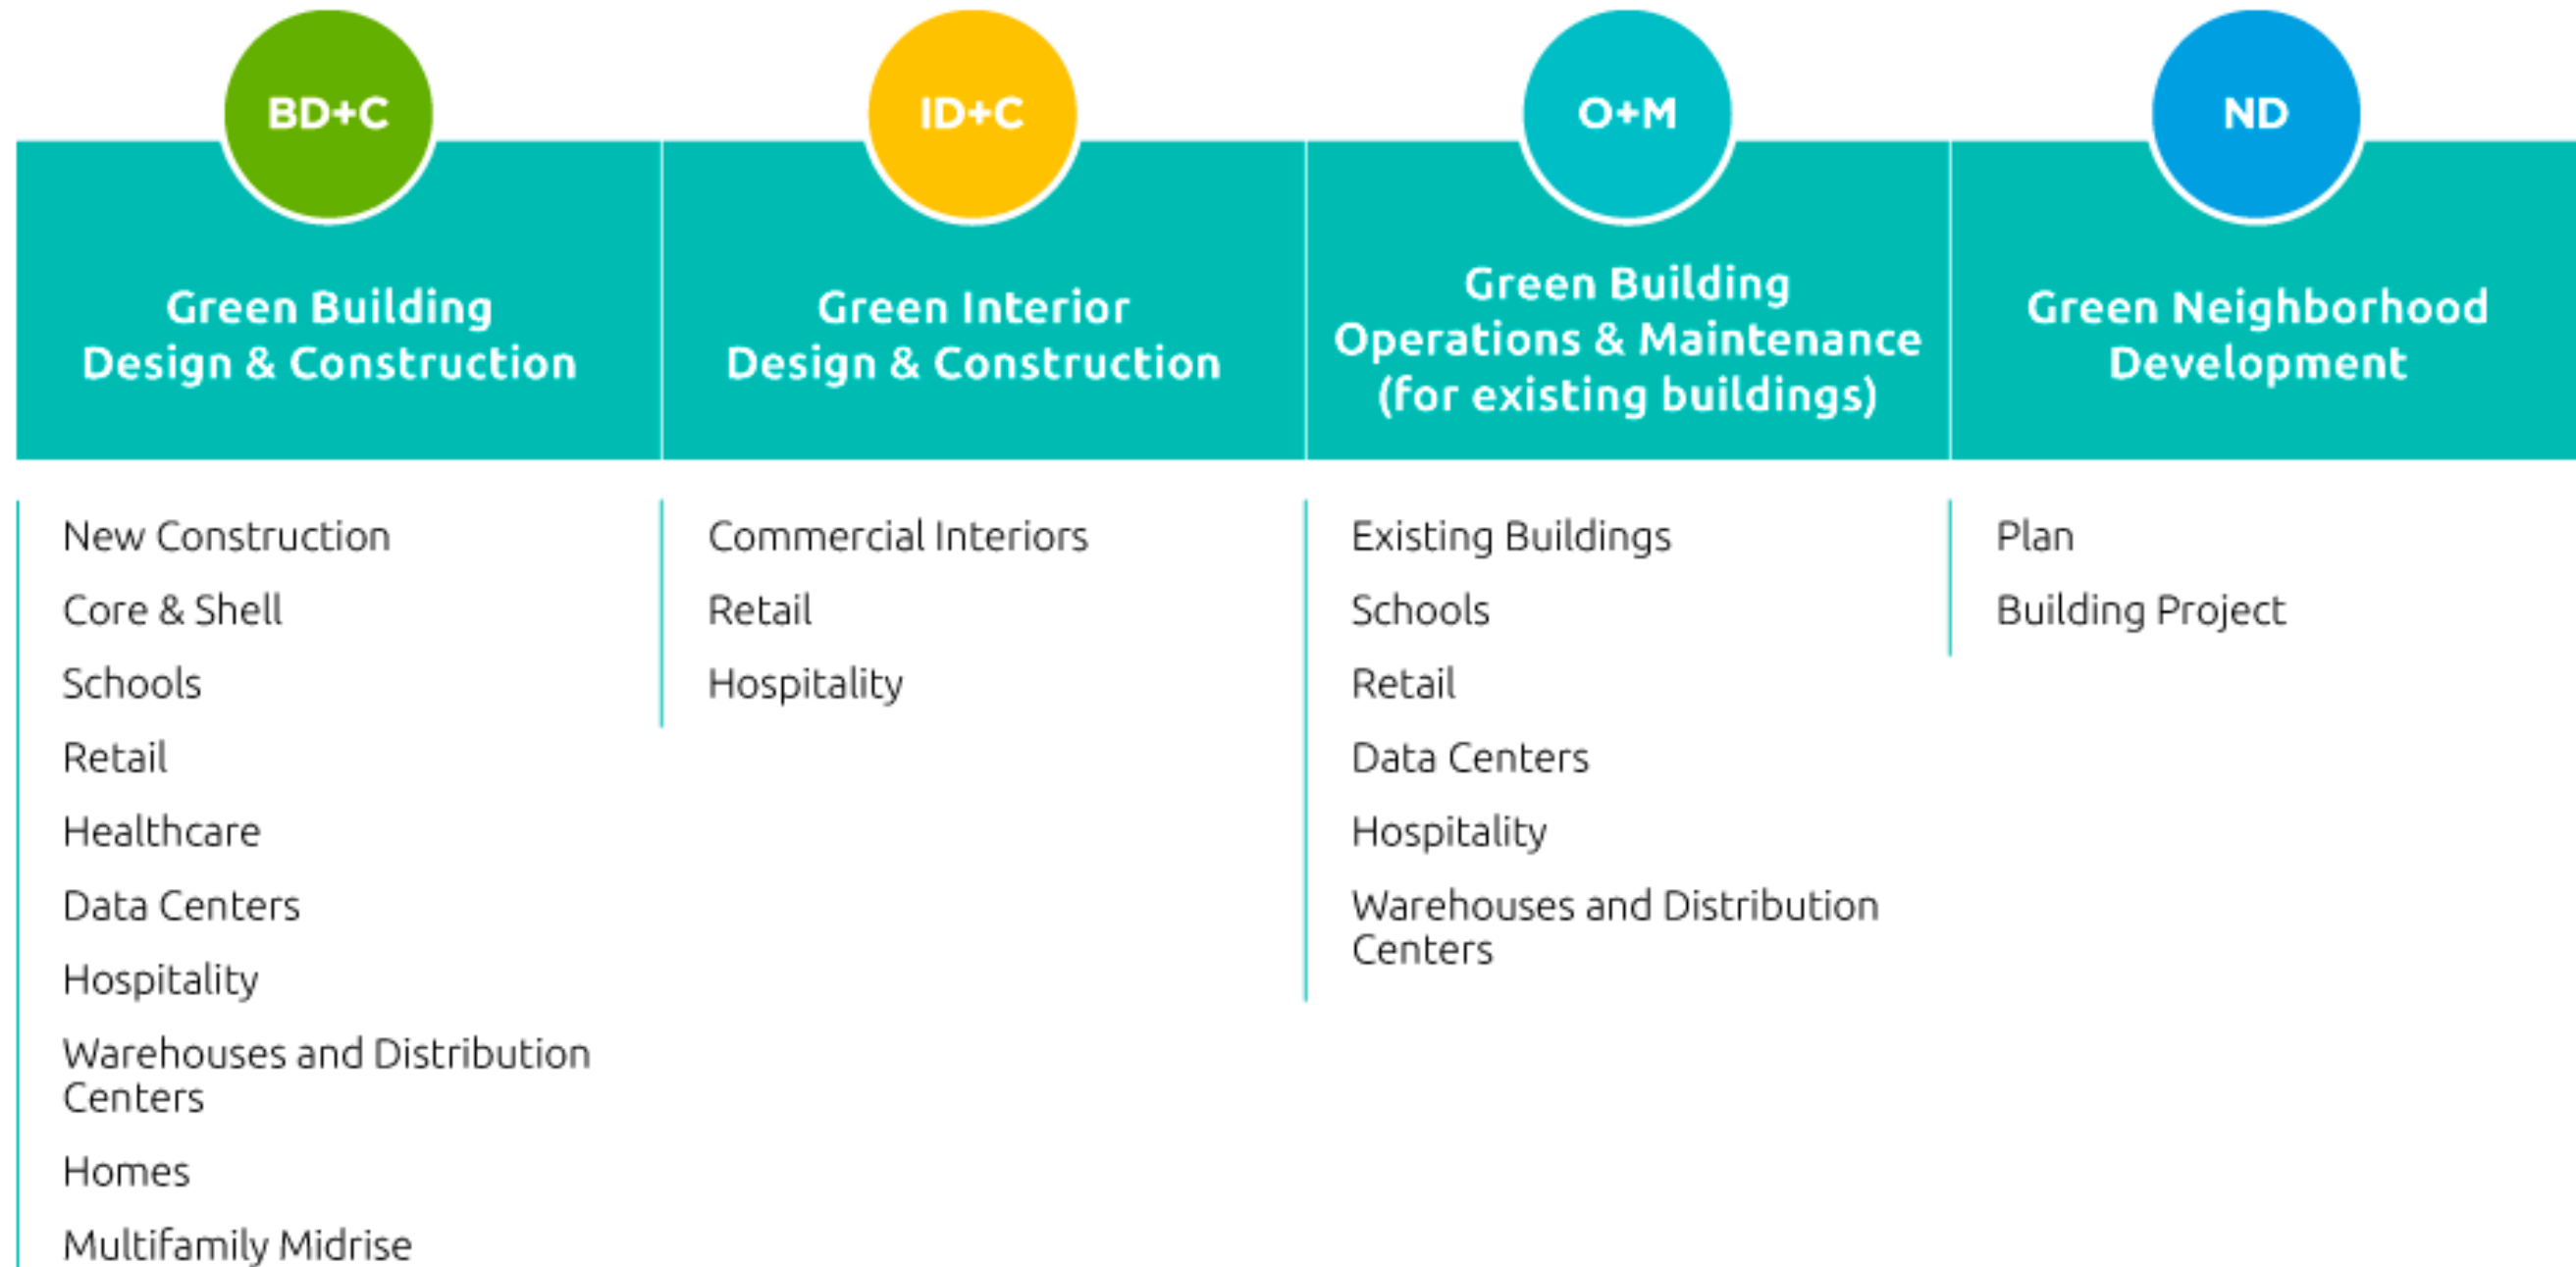 BD+C
Green Building
Design & Construction
New Construction
Core & Shell
Schools
Retail
Healthcare
Data Centers
Hospitality
Warehouses and Distribution
Centers
Homes
Multifamily Midrise
ID+C
Green Interior
Design & Construction
Commercial Interiors
Retail
Hospitality
O+M
Green Building
Operations & Maintenance
(for existing buildings)
Existing Buildings
Schools
Retail
Data Centers
Hospitality
Warehouses and Distribution
Centers
ND
Green Neighborhood
Development
Plan
Building Project